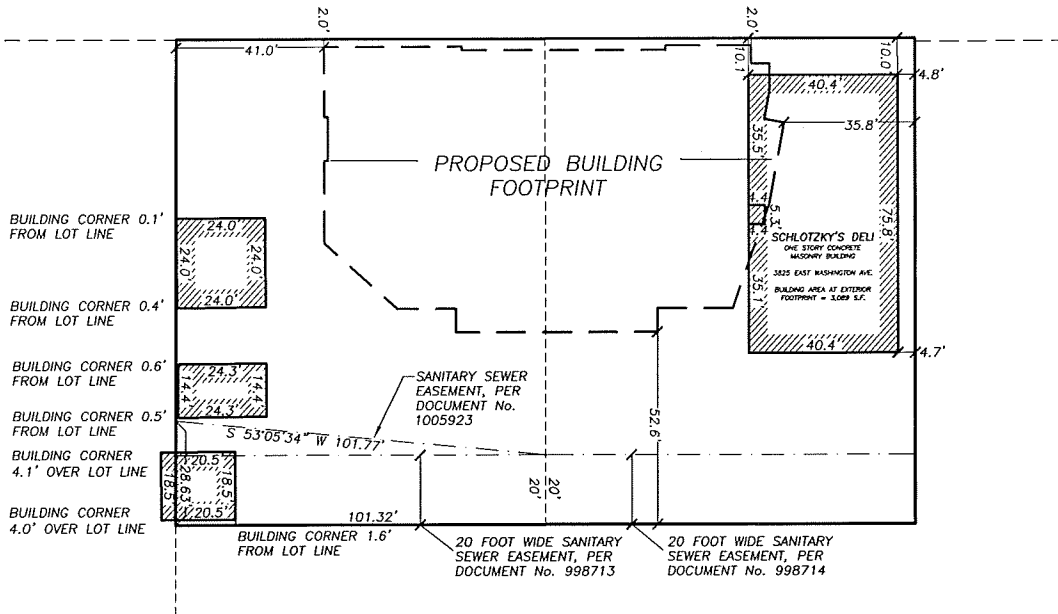 2.0'
2.0'
41.0'
10.1
10.0'
4.8'
40.4'
35.8'
PROPOSED BUILDING
FOOTPRINT
35.5
4.4
5.3'
4.4
75.8
SCHLOTZKY'S DELI
ONE STORY CONCRETE
MASONRY BUILDING
3825 EAST WASHINGTON AVE.
BUILDING AREA AT EXTERIOR
FOOTPRINT = 3,089 S.F.
35.1
40.4'
4.7'
BUILDING CORNER 0.1'
FROM LOT LINE
24.0'
24.0'
24.0'
24.0'
BUILDING CORNER 0.4'
FROM LOT LINE
BUILDING CORNER 0.6'
FROM LOT LINE
24.3'
14.4'
14.4'
24.3'
BUILDING CORNER 0.5'
FROM LOT LINE
SANITARY SEWER
EASEMENT, PER
DOCUMENT No.
1005923
S 53°05'34" W 101.77'
52.6'
BUILDING CORNER
4.1' OVER LOT LINE
20.5'
18.5'
28.63'
18.5'
20.5'
BUILDING CORNER
4.0' OVER LOT LINE
20'
20'
101.32'
BUILDING CORNER 1.6'
FROM LOT LINE
20 FOOT WIDE SANITARY
SEWER EASEMENT, PER
DOCUMENT No. 998713
20 FOOT WIDE SANITARY
SEWER EASEMENT, PER
DOCUMENT No. 998714